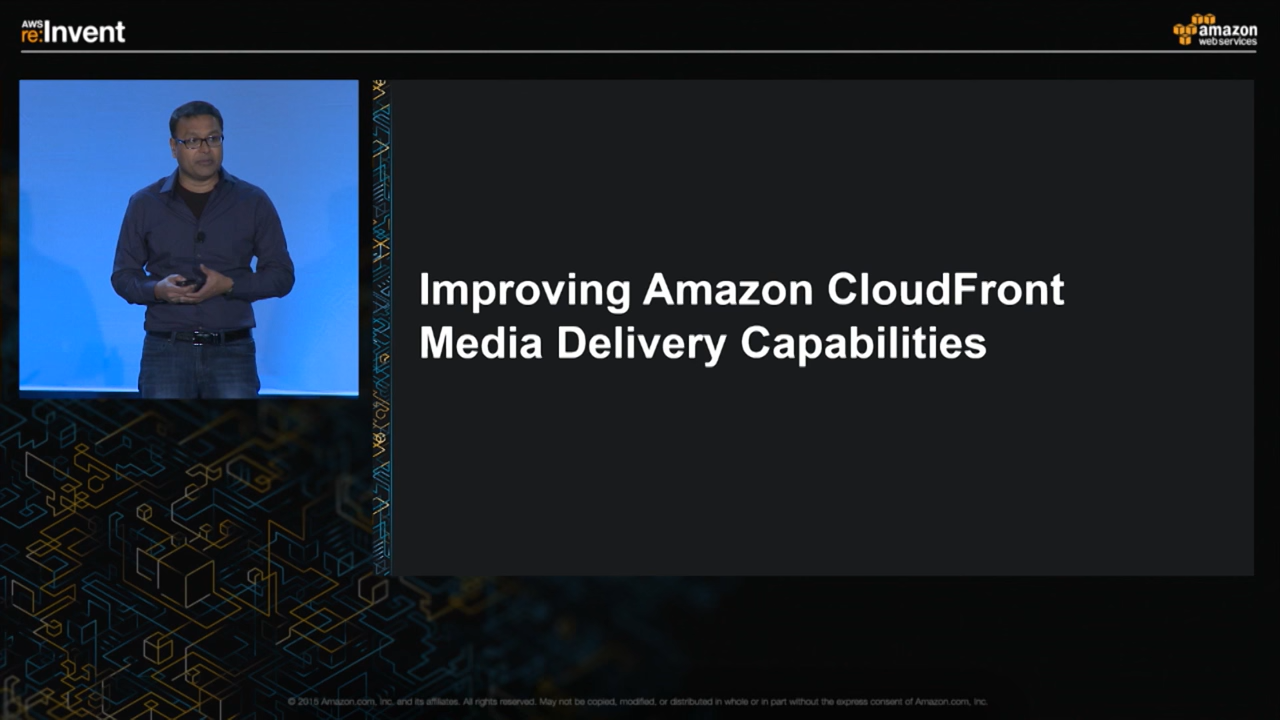 AWS
re:Invent
amazon
webservices
Improving Amazon CloudFront
Media Delivery Capabilities
© 2015 Amazon.com, Inc. and its affiliates. All rights reserved. May not be copied, modified, or distributed in whole or in part without the express consent of Amazon.com, Inc.